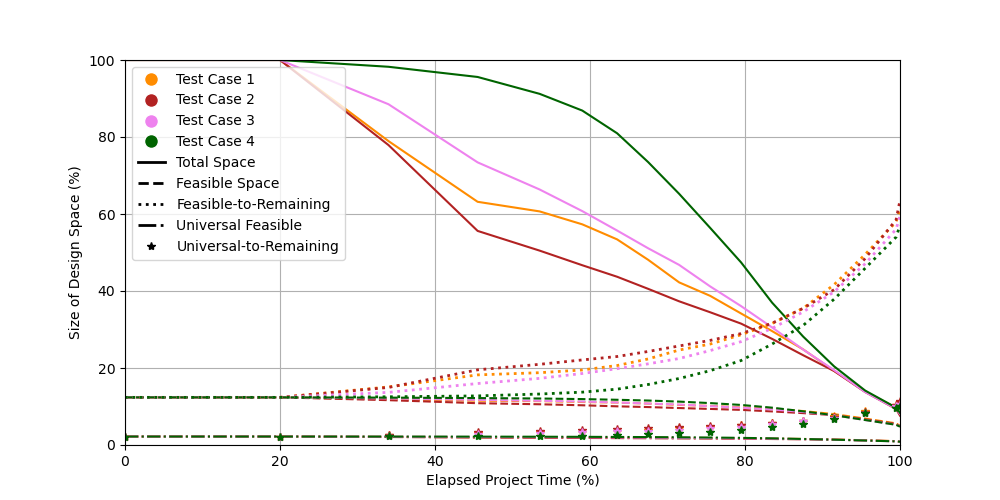 100
80
60
40
20
0
Size of Design Space (%)
Test Case 1
Test Case 2
Test Case 3
Test Case 4
Total Space
Feasible Space
Feasible-to-Remaining
Universal Feasible
Universal-to-Remaining
0 20 40 60 80 100
Elapsed Project Time (%)